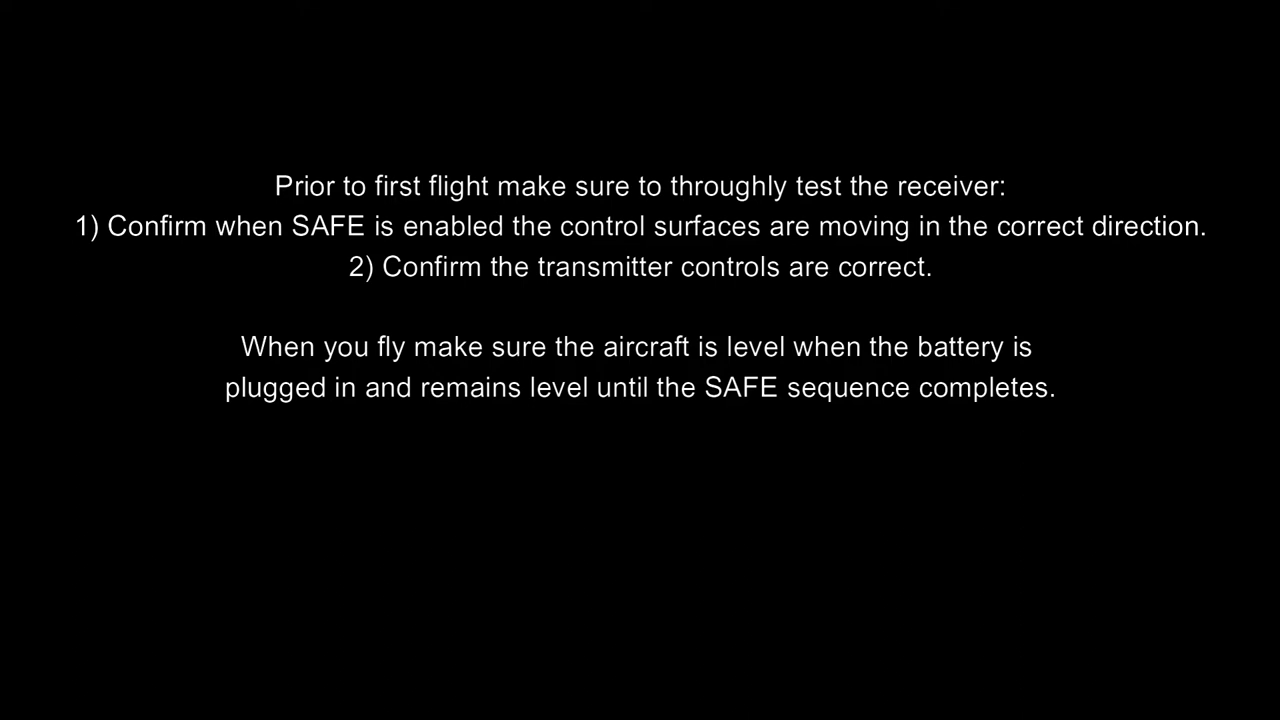 Prior to first flight make sure to throughly test the receiver:
1) Confirm when SAFE is enabled the control surfaces are moving in the correct direction.
2) Confirm the transmitter controls are correct.
When you fly make sure the aircraft is level when the battery is
plugged in and remains level until the SAFE sequence completes.